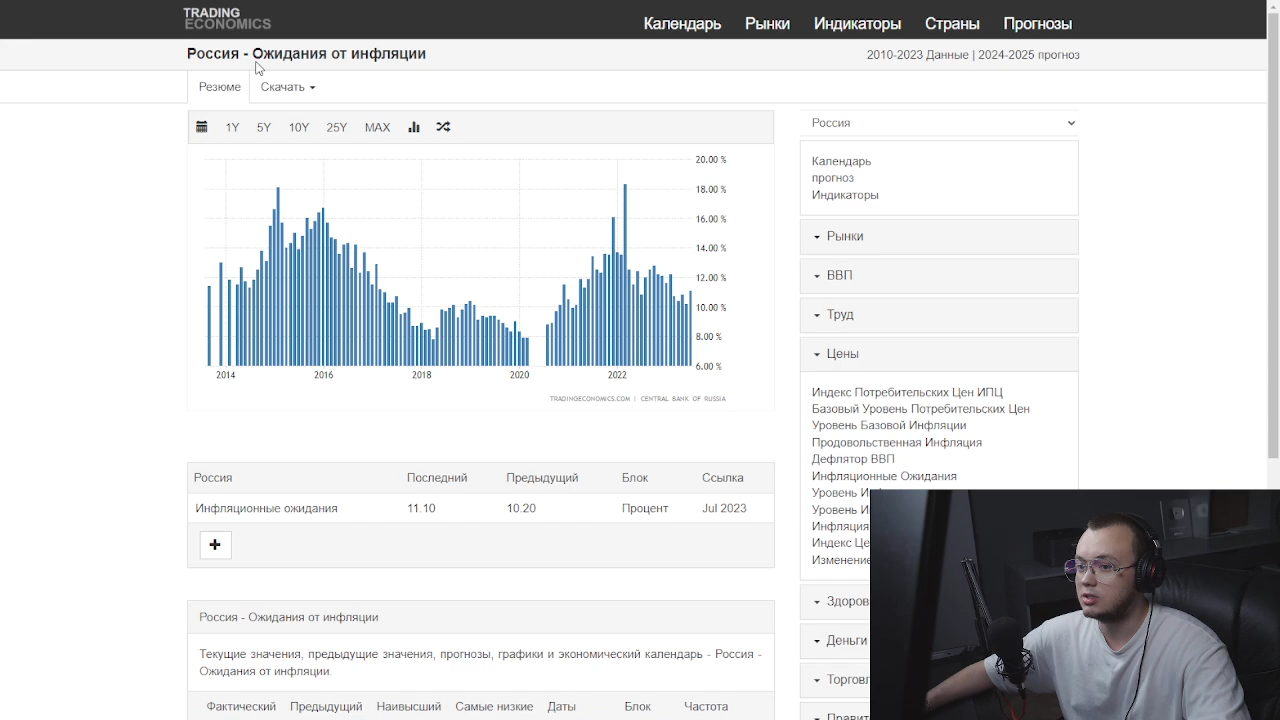 TRADING
ECONOMICS
Календарь Рынки Индикаторы Страны Прогнозы
Россия - Ожидания от инфляции
2010-2023 Данные | 2024-2025 прогноз
Резюме Скачать
1Y 5Y 10Y 25Y MAX
20.00 %
18.00 %
16.00 %
14.00 %
12.00 %
10.00 %
8.00 %
6.00 %
2014 2016 2018 2020 2022
TRADINGECONOMICS.COM | CENTRAL BANK OF RUSSIA
Россия Последний Предыдущий Блок Ссылка
Инфляционные ожидания 11.10 10.20 Процент Jul 2023
Россия - Ожидания от инфляции
Текущие значения, предыдущие значения, прогнозы, графики и экономический календарь - Россия -
Ожидания от инфляции.
Фактический Предыдущий Наивысший Самые низкие Даты Блок Частота
Россия
Календарь
прогноз
Индикаторы
Рынки
ВВП
Труд
Цены
Индекс Потребительских Цен ИПЦ
Базовый Уровень Потребительских Цен
Уровень Базовой Инфляции
Продовольственная Инфляция
Дефлятор ВВП
Инфляционные Ожидания
Уровень
Уровень
Инфляция
Индекс
Изменение
Деньги